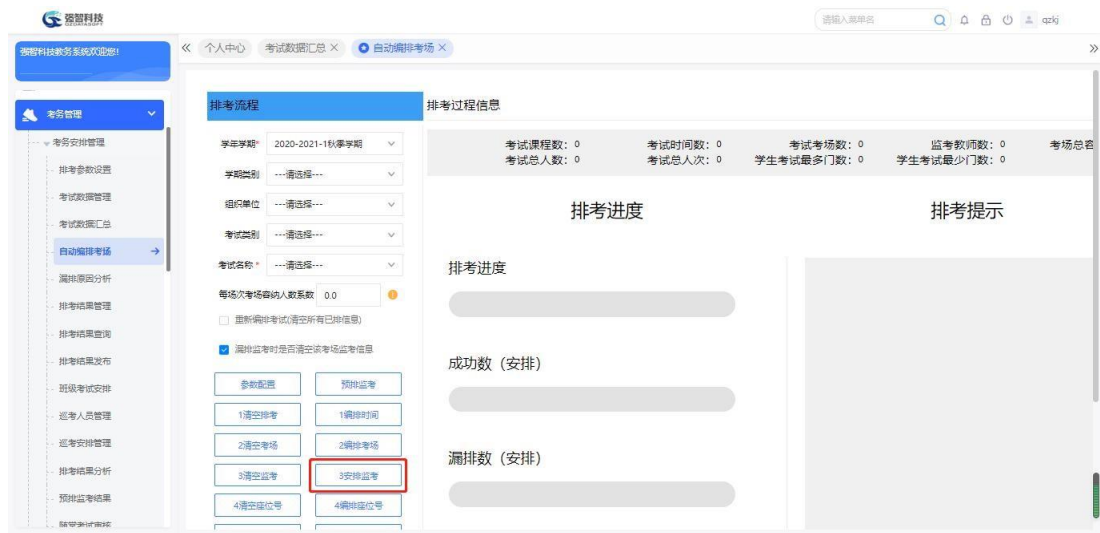 强智科技
请输入菜单名
qzkj
强智科技教务系统欢迎您!
个人中心 考试数据汇总 × 自动编排考场 ×
考务管理
考务安排管理
排考参数设置
考试数据管理
考试数据汇总
自动编排考场
漏排原因分析
排考结果管理
排考结果查询
排考结果发布
班级考试安排
巡考人员管理
巡考安排管理
排考结果分析
预排监考结果
随堂考试审核
排考流程
学年学期* 2020-2021-1秋季学期
学期类别 ---请选择---
组织单位 ---请选择---
考试类别 ---请选择---
考试名称* ---请选择---
每场次考场容纳人数系数 0.0
重新编排考试(清空所有已排信息)
漏排监考时是否清空该考场监考信息
参数配置 预排监考
1清空排考 1编排时间
2清空考场 2编排考场
3清空监考 3安排监考
4清空座位号 4编排座位号
排考过程信息
考试课程数: 0 考试时间数: 0 考试考场数: 0 监考教师数: 0 考场总容
考试总人数: 0 考试总人次: 0 学生考试最多门数: 0 学生考试最少门数: 0
排考进度 排考提示
排考进度
成功数（安排）
漏排数（安排）